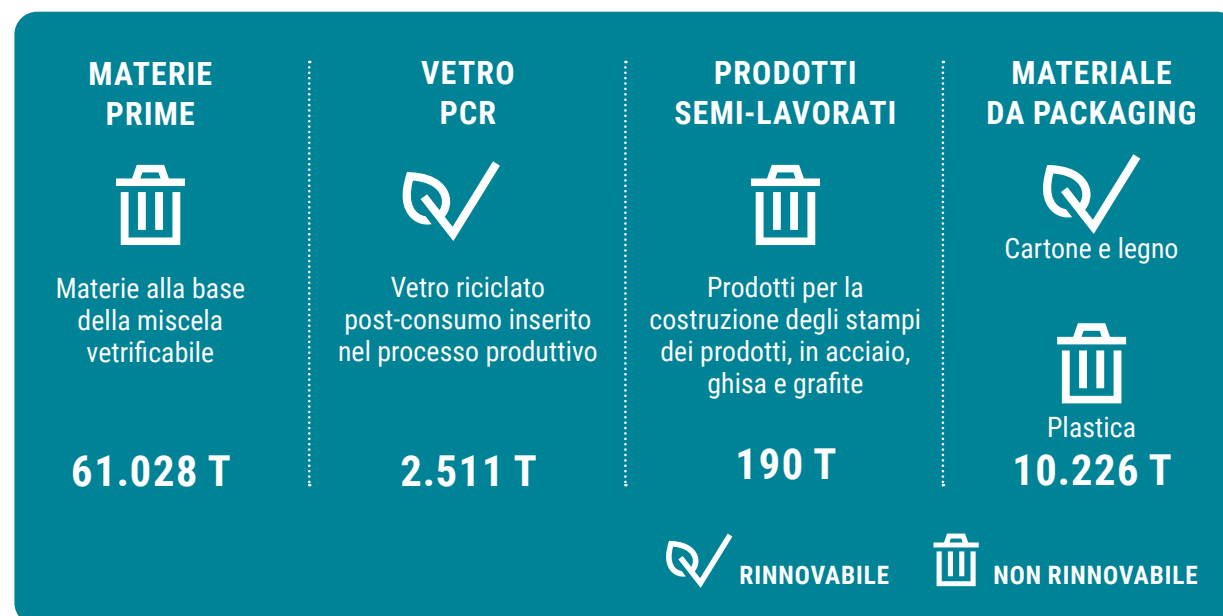 MATERIE
PRIME
Materie alla base
della miscela
vetrificabile
61.028 T
VETRO
PCR
Vetro riciclato
post-consumo inserito
nel processo produttivo
2.511 T
PRODOTTI
SEMI-LAVORATI
Prodotti per la
costruzione degli stampi
dei prodotti, in acciaio,
ghisa e grafite
190 T
MATERIALE
DA PACKAGING
Cartone e legno
Plastica
10.226 T
RINNOVABILE
NON RINNOVABILE